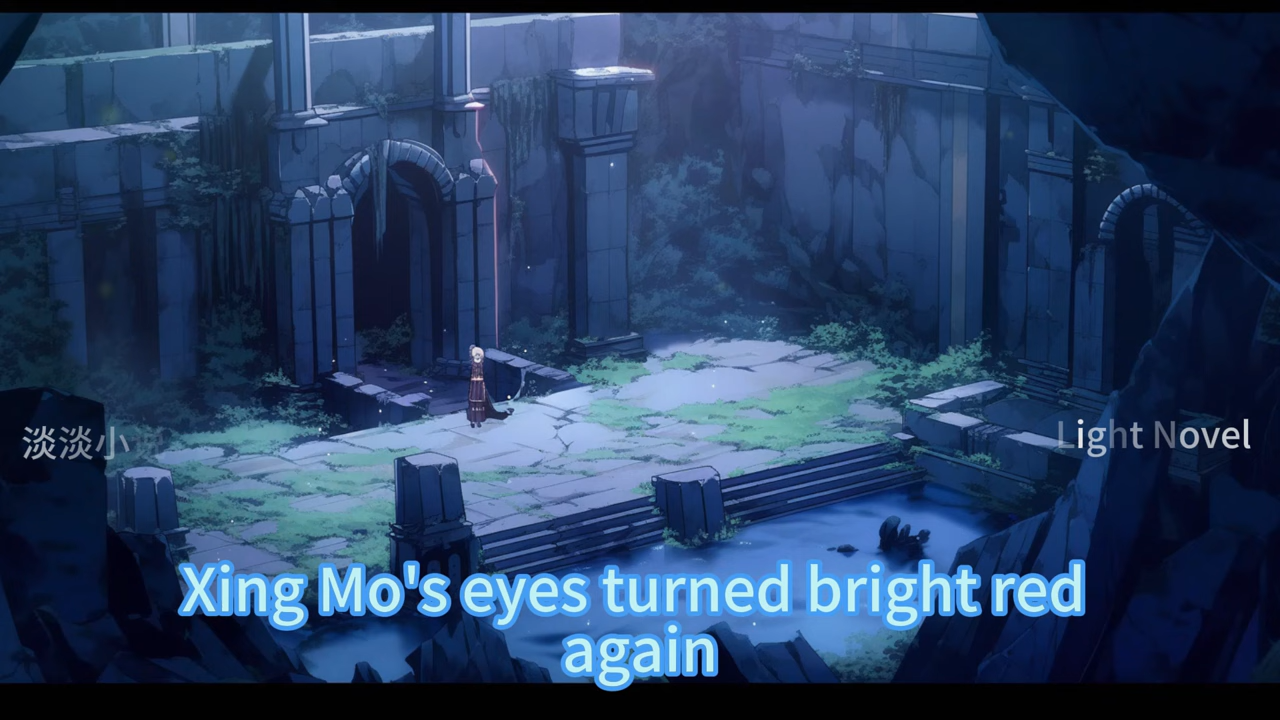 淡淡小
Light Novel
Xing Mo's eyes turned bright red
again